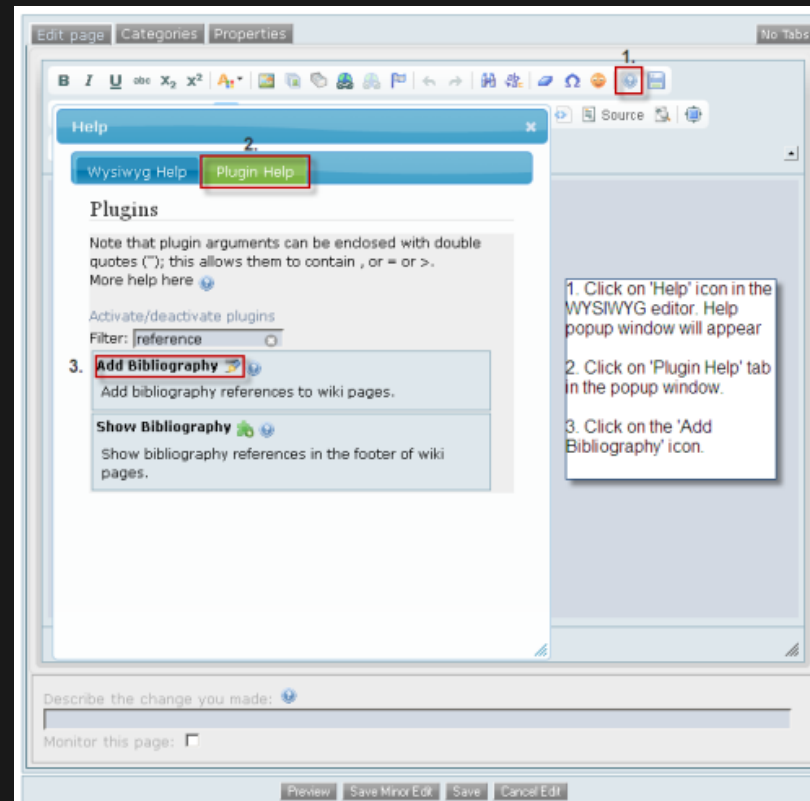 Edit page Categories Properties No Tabs
1.
B I U abc X2 X2 A
Source
Help
2.
Wysiwyg Help Plugin Help
Plugins
Note that plugin arguments can be enclosed with double
quotes ("); this allows them to contain , or = or >.
More help here
Activate/deactivate plugins
Filter: reference
3. Add Bibliography
Add bibliography references to wiki pages.
Show Bibliography
Show bibliography references in the footer of wiki
pages.
1. Click on 'Help' icon in the
WYSIWYG editor. Help
popup window will appear
2. Click on 'Plugin Help' tab
in the popup window.
3. Click on the 'Add
Bibliography' icon.
Describe the change you made:
Monitor this page:
Preview Save Minor Edit Save Cancel Edit